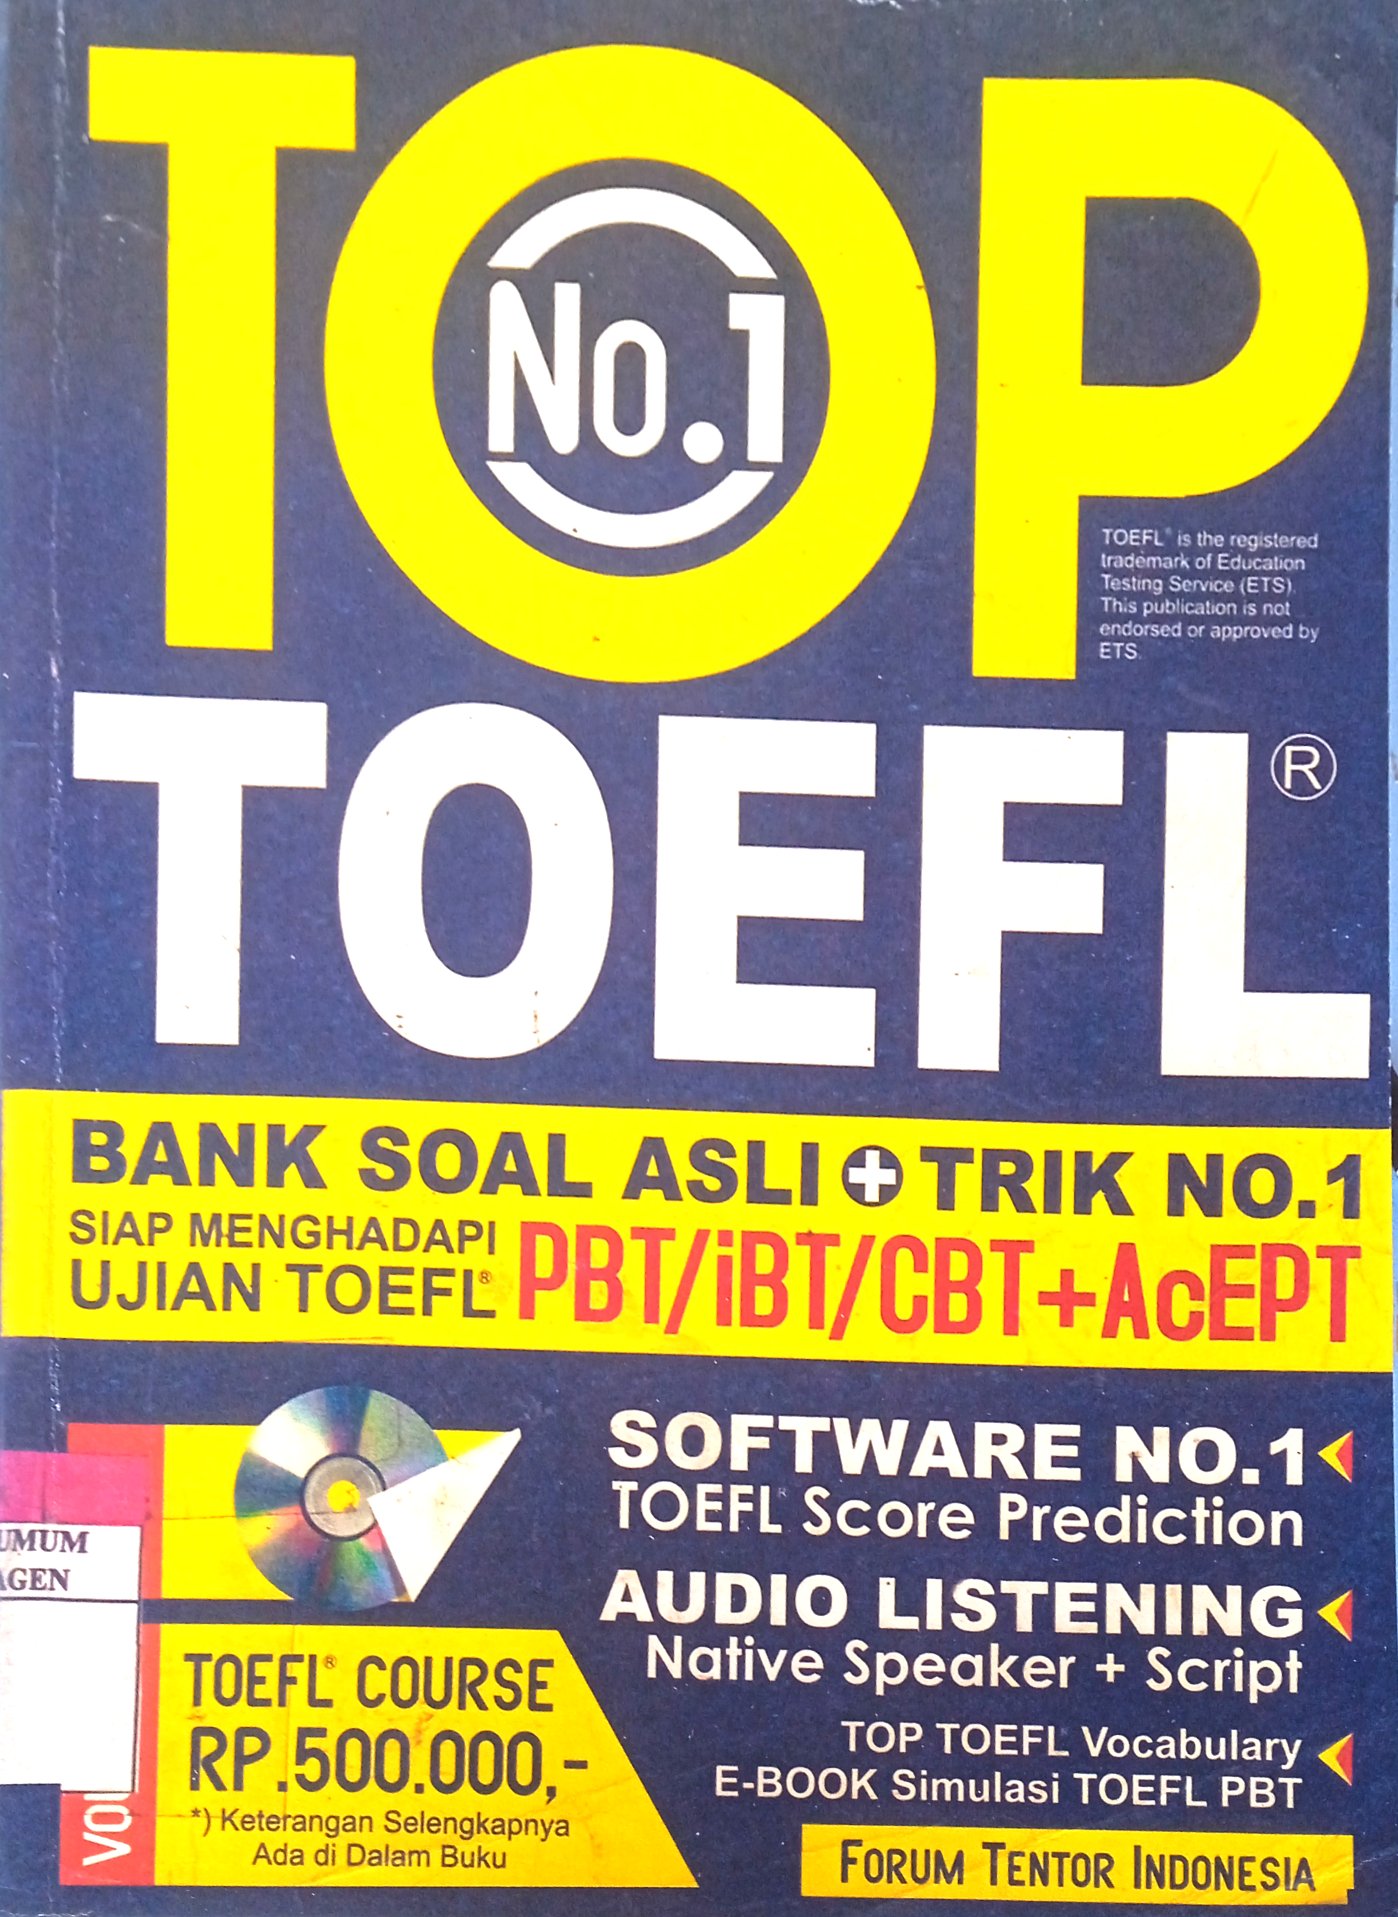 TOP
No.1
TOEFL® is the registered
trademark of Education
Testing Service (ETS).
This publication is not
endorsed or approved by
ETS.
TOEFL®
BANK SOAL ASLI + TRIK NO.1
SIAP MENGHADAPI
UJIAN TOEFL®
PBT/iBT/CBT+AcEPT
SOFTWARE NO.1
TOEFL® Score Prediction
AUDIO LISTENING
Native Speaker + Script
TOP TOEFL Vocabulary
E-BOOK Simulasi TOEFL PBT
UMUM
AGEN
TOEFL® COURSE
RP.500.000,-
*) Keterangan Selengkapnya
Ada di Dalam Buku
FORUM TENTOR INDONESIA